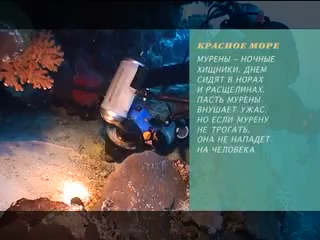 КРАСНОЕ МОРЕ
МУРЕНЫ – НОЧНЫЕ
ХИЩНИКИ. ДНЕМ
СИДЯТ В НОРАХ
И РАСЩЕЛИНАХ.
ПАСТЬ МУРЕНЫ
ВНУШАЕТ УЖАС.
НО ЕСЛИ МУРЕНУ
НЕ ТРОГАТЬ,
ОНА НЕ НАПАДЕТ
НА ЧЕЛОВЕКА